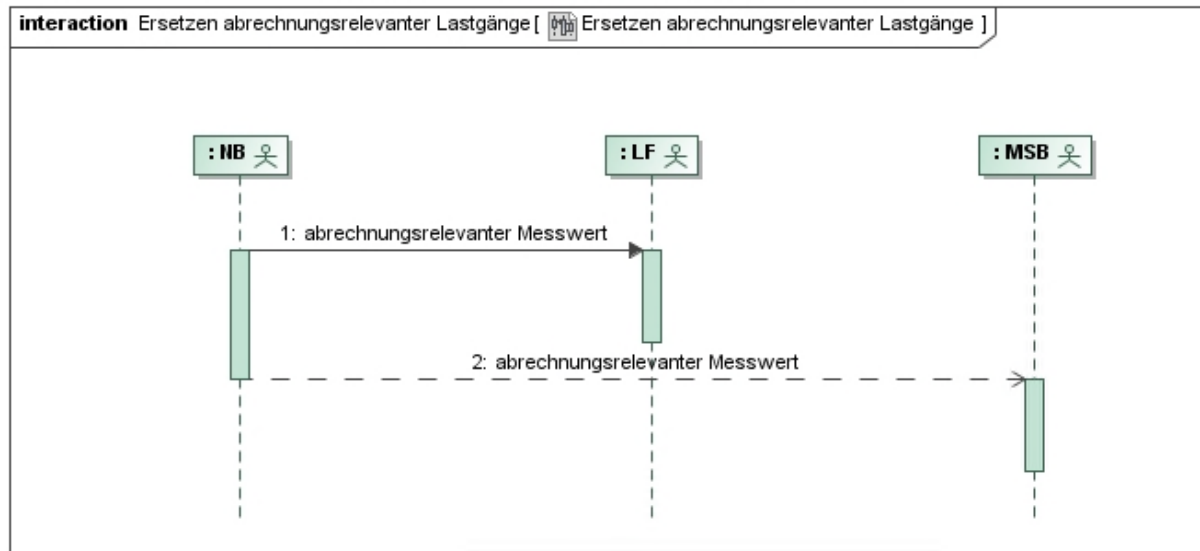 interaction Ersetzen abrechnungsrelevanter Lastgänge [ Ersetzen abrechnungsrelevanter Lastgänge ]
: NB : LF : MSB
1: abrechnungsrelevanter Messwert
2: abrechnungsrelevanter Messwert